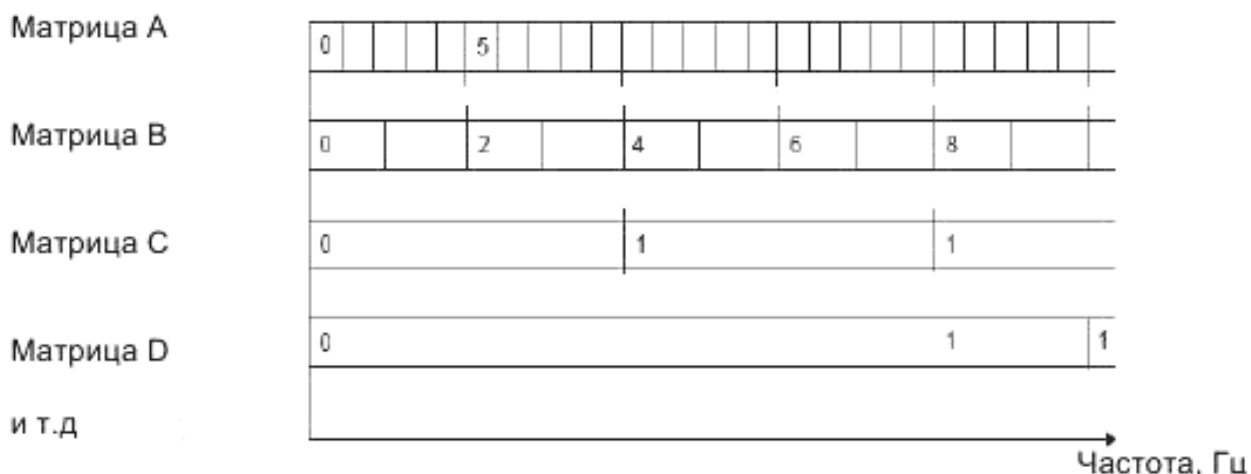 Матрица А
0 5
Матрица В
0 2 4 6 8
Матрица С
0 1 1
Матрица D
0 1 1
и т.д
Частота, Гц